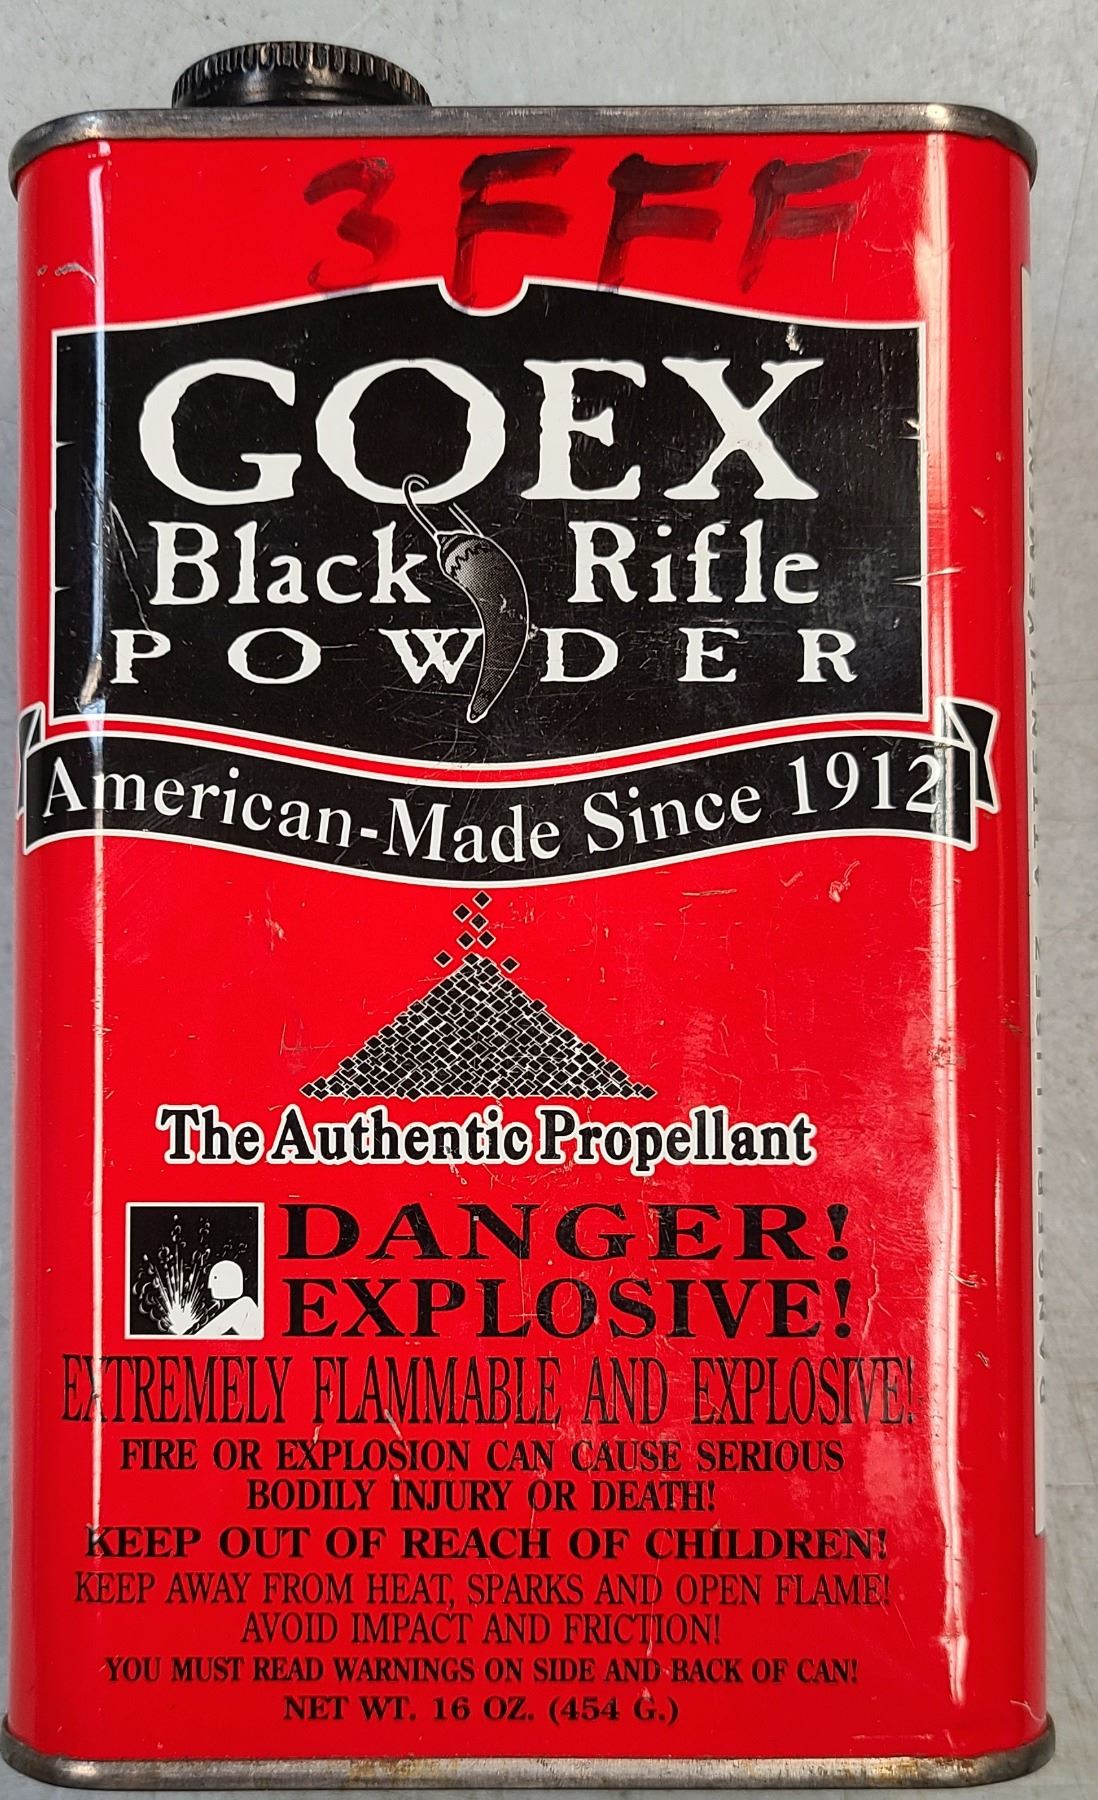 3 FFF
GOEX
Black Rifle
POWDER
American-Made Since 1912
The Authentic Propellant
DANGER!
EXPLOSIVE!
EXTREMELY FLAMMABLE AND EXPLOSIVE!
FIRE OR EXPLOSION CAN CAUSE SERIOUS
BODILY INJURY OR DEATH!
KEEP OUT OF REACH OF CHILDREN!
KEEP AWAY FROM HEAT, SPARKS AND OPEN FLAME!
AVOID IMPACT AND FRICTION!
YOU MUST READ WARNINGS ON SIDE AND BACK OF CAN!
NET WT. 16 OZ. (454 G.)